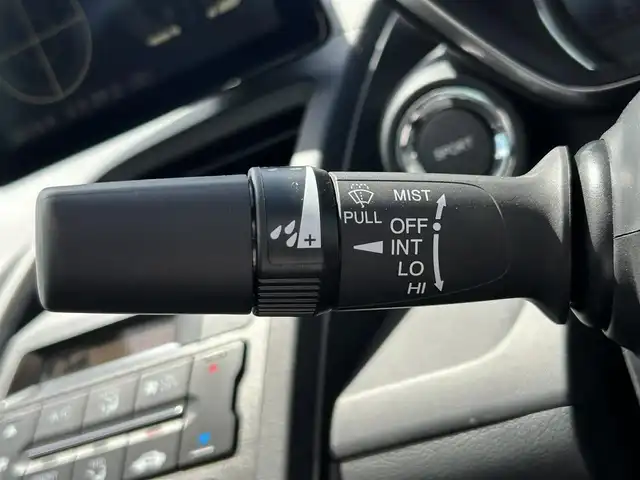 MIST
PULL
OFF
INT
LO
HI
+
SPORT